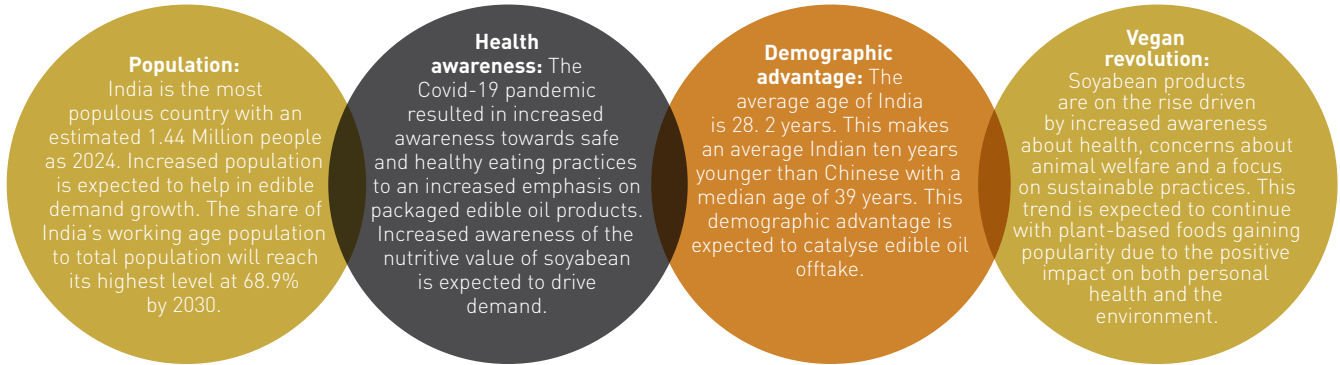 Population:
India is the most
populous country with an
estimated 1.44 Million people
as 2024. Increased population
is expected to help in edible
demand growth. The share of
India's working age population
to total population will reach
its highest level at 68.9%
by 2030.
Health
awareness: The
Covid-19 pandemic
resulted in increased
awareness towards safe
and healthy eating practices
to an increased emphasis on
packaged edible oil products.
Increased awareness of the
nutritive value of soyabean
is expected to drive
demand.
Demographic
advantage: The
average age of India
is 28. 2 years. This makes
an average Indian ten years
younger than Chinese with a
median age of 39 years. This
demographic advantage is
expected to catalyse edible oil
offtake.
Vegan
revolution:
Soyabean products
are on the rise driven
by increased awareness
about health, concerns about
animal welfare and a focus
on sustainable practices. This
trend is expected to continue
with plant-based foods gaining
popularity due to the positive
impact on both personal
health and the
environment.